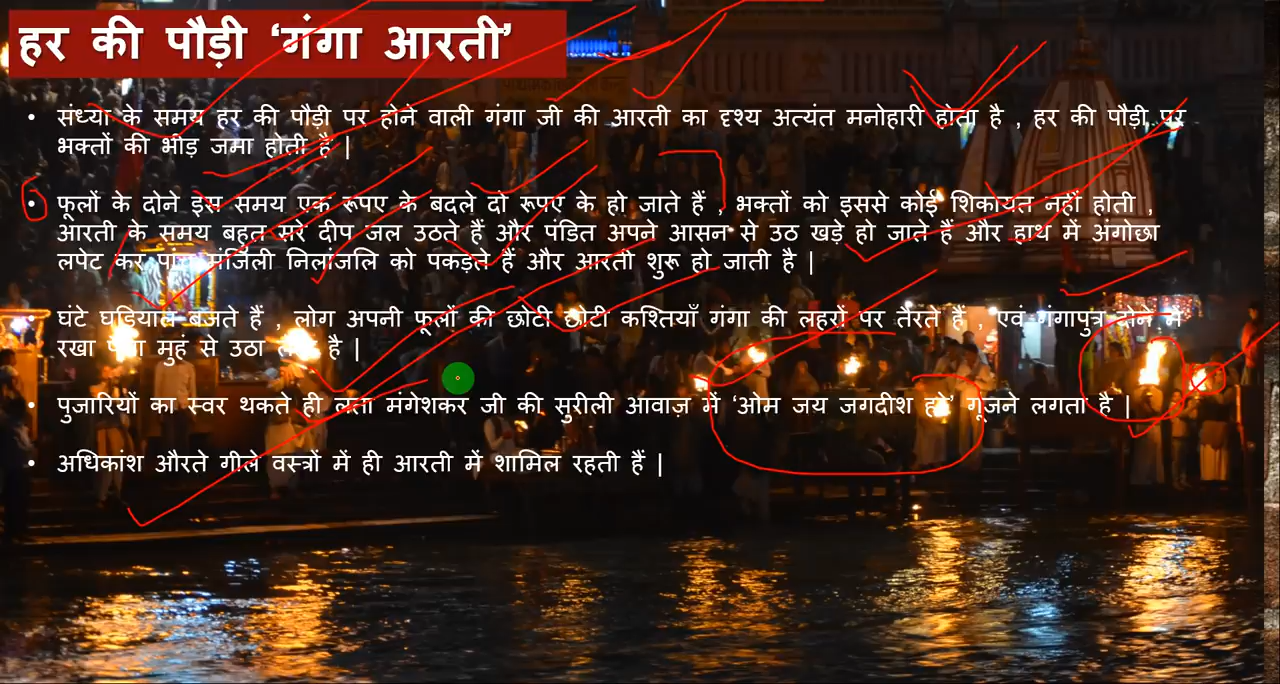 हर की पौड़ी ‘गंगा आरती’
• संध्या के समय हर की पौड़ी पर होने वाली गंगा जी की आरती का दृश्य अत्यंत मनोहारी होता है , हर की पौड़ी पर
भक्तों की भीड़ जमा होती है |
• फूलों के दोने इस समय एक रूपए के बदले दो रूपए के हो जाते हैं , भक्तों को इससे कोई शिकायत नहीं होती ,
आरती के समय बहुत सरे दीप जल उठते हैं और पंडित अपने आसन से उठ खड़े हो जाते हैं और हाथ में अंगोछा
लपेट कर मंजिली निलांजलि को पकड़ते हैं और आरती शुरू हो जाती है |
• घंटे घड़ियाल बजते हैं , लोग अपनी फूलों की छोटी छोटी कश्तियाँ गंगा की लहरों पर तैरते हैं , एवं गंगापुत्र दोने में
रखा पैसा मुहं से उठा लेता है |
• पुजारियों का स्वर थकते ही लता मंगेशकर जी की सुरीली आवाज़ में ‘ओम जय जगदीश हरे’ गूंजने लगता है |
• अधिकांश औरते गीले वस्त्रों में ही आरती में शामिल रहती हैं |